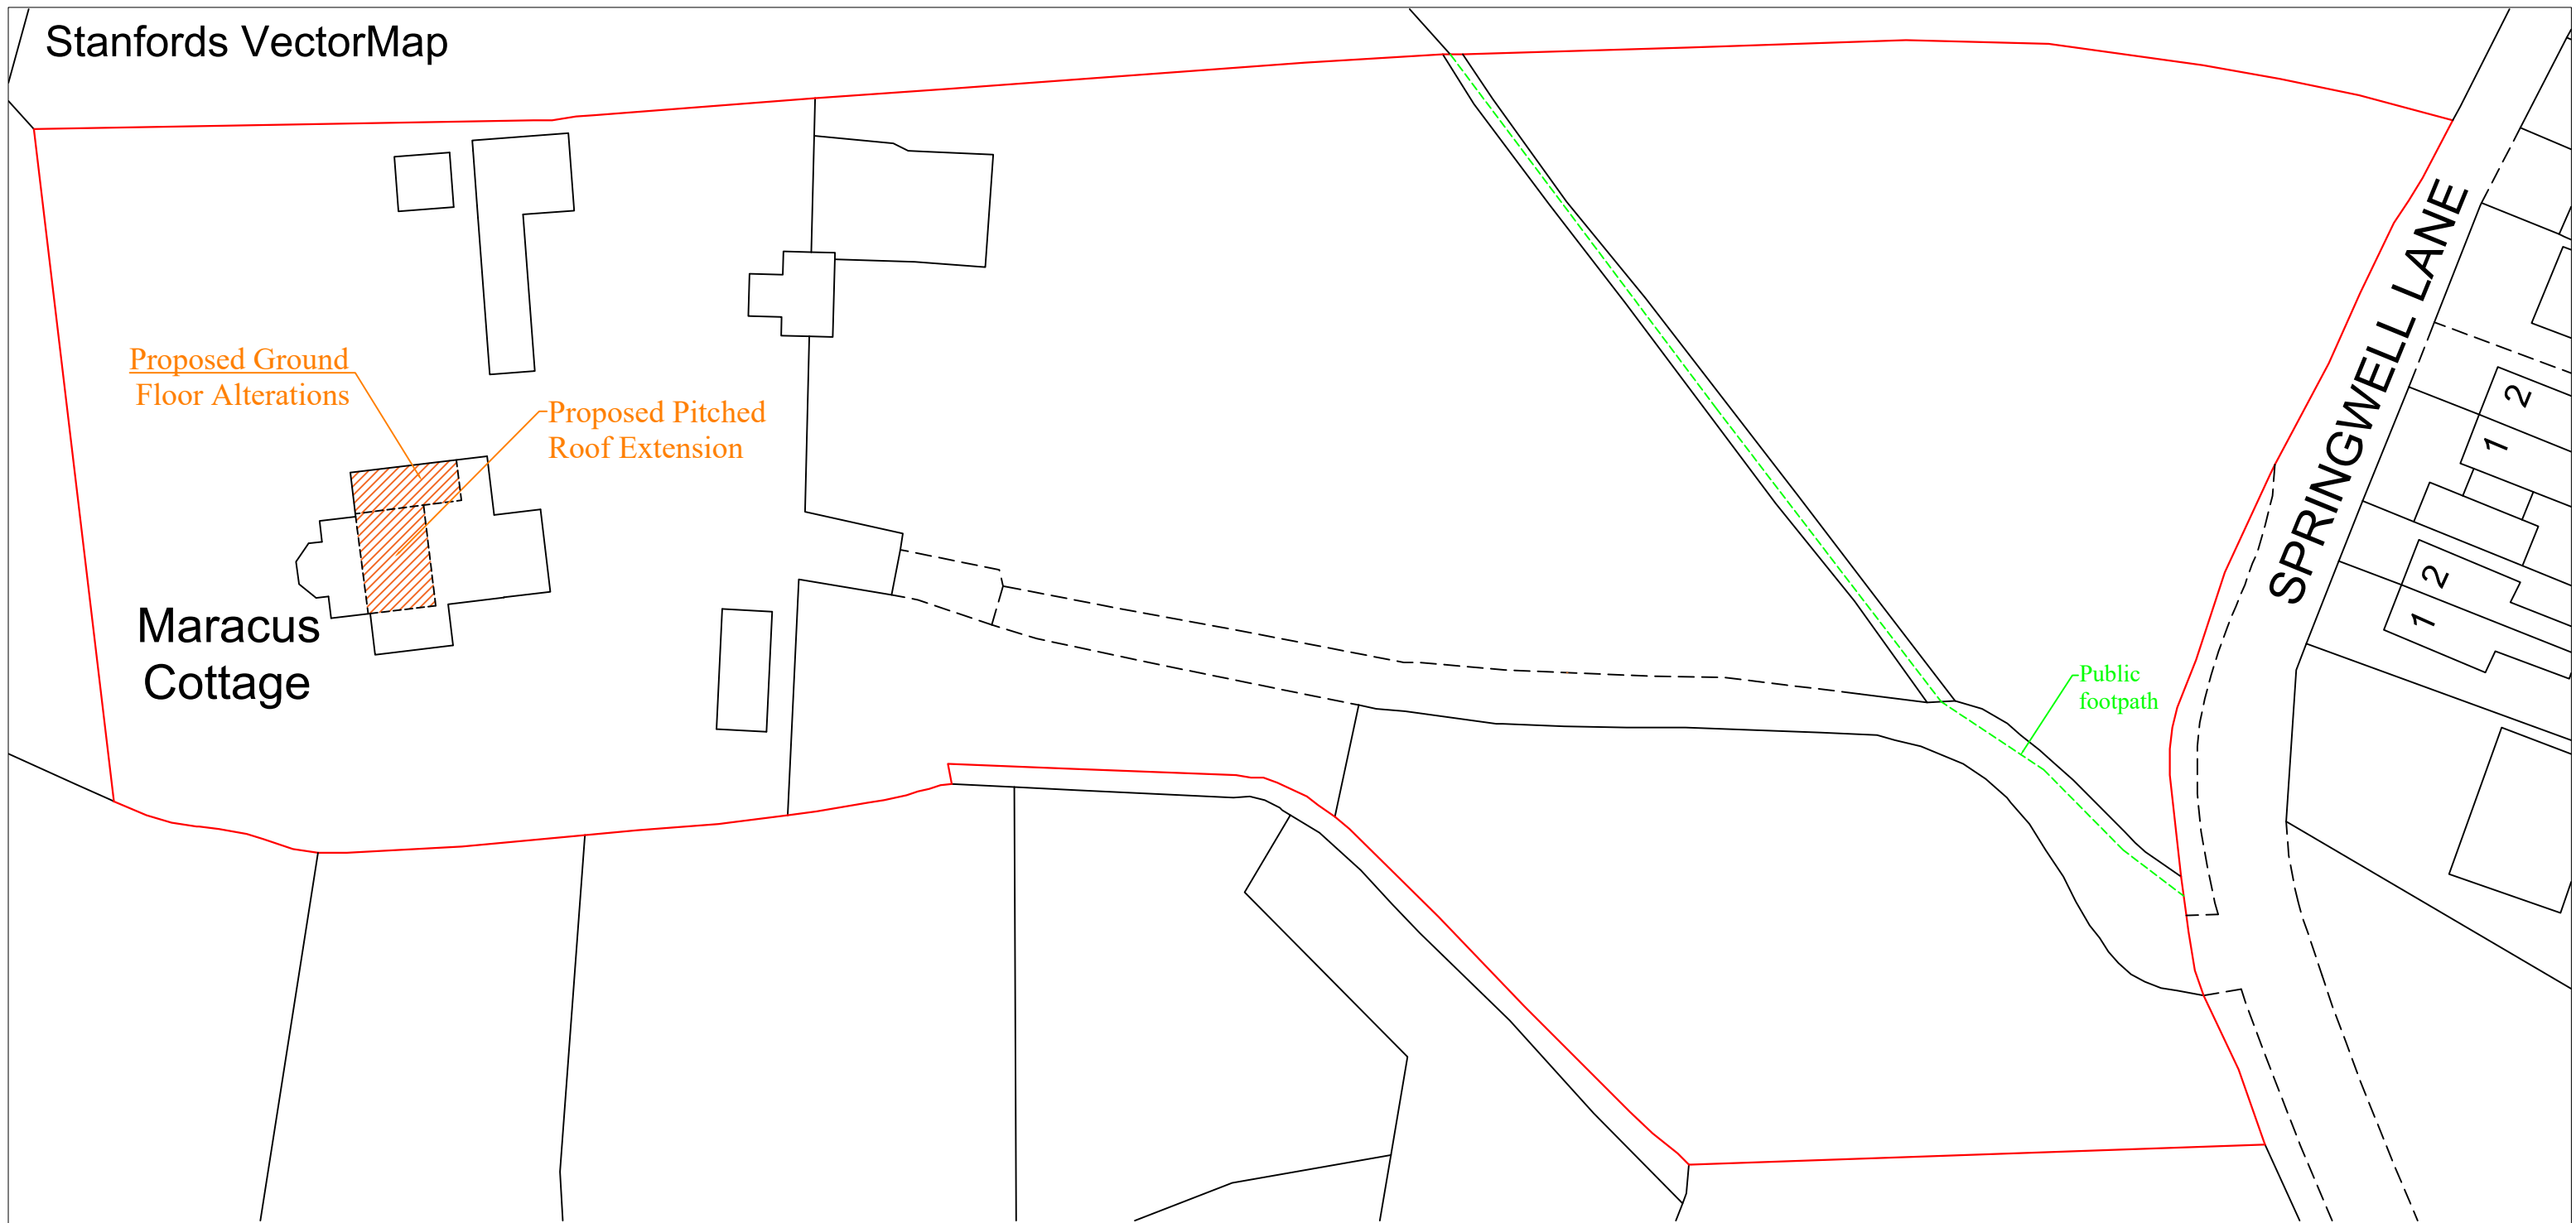 Stanfords VectorMap
Proposed Ground
Floor Alterations
Proposed Pitched
Roof Extension
Maracus
Cottage
Public
footpath
SPRINGWELL LANE
2
1
2
1